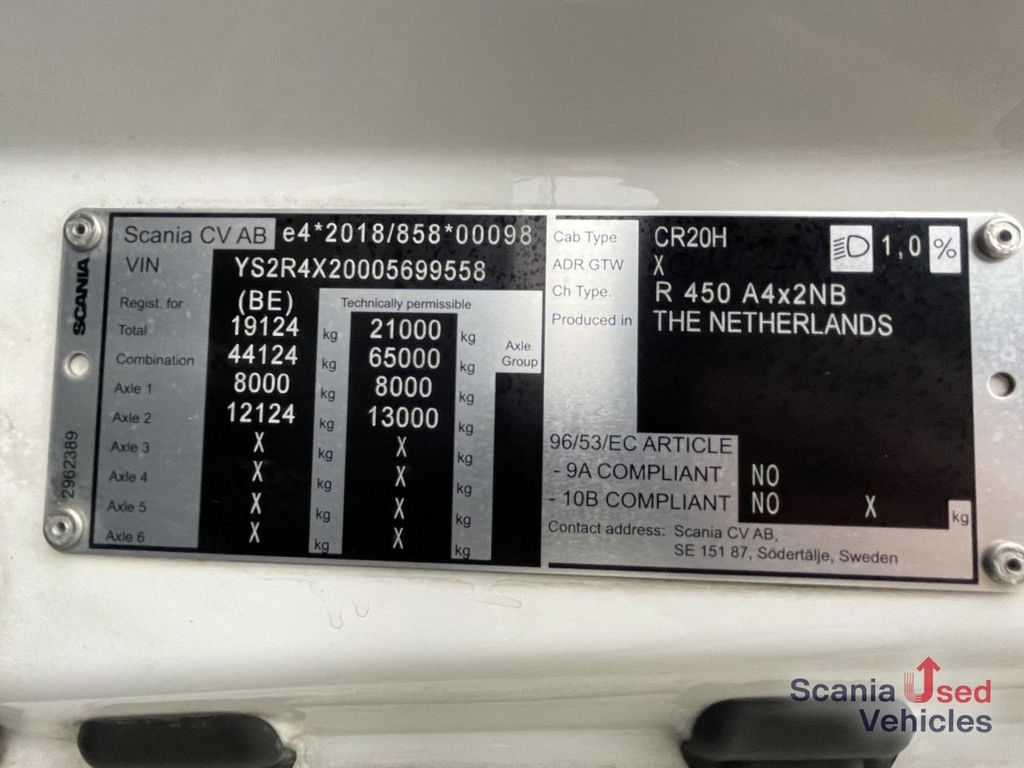 SCANIA
2962389
Scania CV AB e4*2018/858*00098
VIN YS2R4X20005699558
Regist. for (BE) Technically permissible
Total 19124 kg 21000 kg Axle Group
Combination 44124 kg 65000 kg
Axle 1 8000 kg 8000 kg
Axle 2 12124 kg 13000 kg
Axle 3 X kg X kg
Axle 4 X kg X kg
Axle 5 X kg X kg
Axle 6 X kg X kg
Cab Type CR20H 1,0 %
ADR GTW X
Ch Type. R 450 A4x2NB
Produced in THE NETHERLANDS
96/53/EC ARTICLE
- 9A COMPLIANT NO
- 10B COMPLIANT NO X kg
Contact address: Scania CV AB,
SE 151 87, Södertälje, Sweden
Scania Used
Vehicles